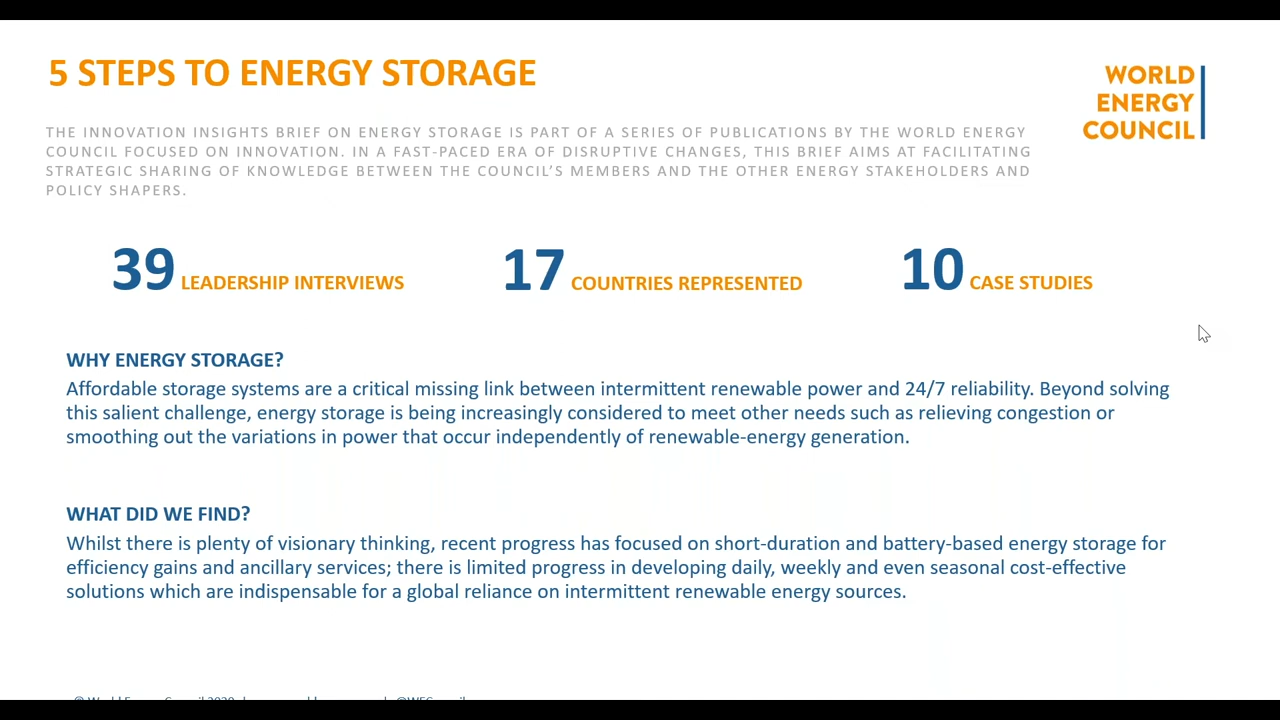 5 STEPS TO ENERGY STORAGE
WORLD
ENERGY
COUNCIL
THE INNOVATION INSIGHTS BRIEF ON ENERGY STORAGE IS PART OF A SERIES OF PUBLICATIONS BY THE WORLD ENERGY
COUNCIL FOCUSED ON INNOVATION. IN A FAST-PACED ERA OF DISRUPTIVE CHANGES, THIS BRIEF AIMS AT FACILITATING
STRATEGIC SHARING OF KNOWLEDGE BETWEEN THE COUNCIL'S MEMBERS AND THE OTHER ENERGY STAKEHOLDERS AND
POLICY SHAPERS.
39 LEADERSHIP INTERVIEWS
17 COUNTRIES REPRESENTED
10 CASE STUDIES
WHY ENERGY STORAGE?
Affordable storage systems are a critical missing link between intermittent renewable power and 24/7 reliability. Beyond solving
this salient challenge, energy storage is being increasingly considered to meet other needs such as relieving congestion or
smoothing out the variations in power that occur independently of renewable-energy generation.
WHAT DID WE FIND?
Whilst there is plenty of visionary thinking, recent progress has focused on short-duration and battery-based energy storage for
efficiency gains and ancillary services; there is limited progress in developing daily, weekly and even seasonal cost-effective
solutions which are indispensable for a global reliance on intermittent renewable energy sources.